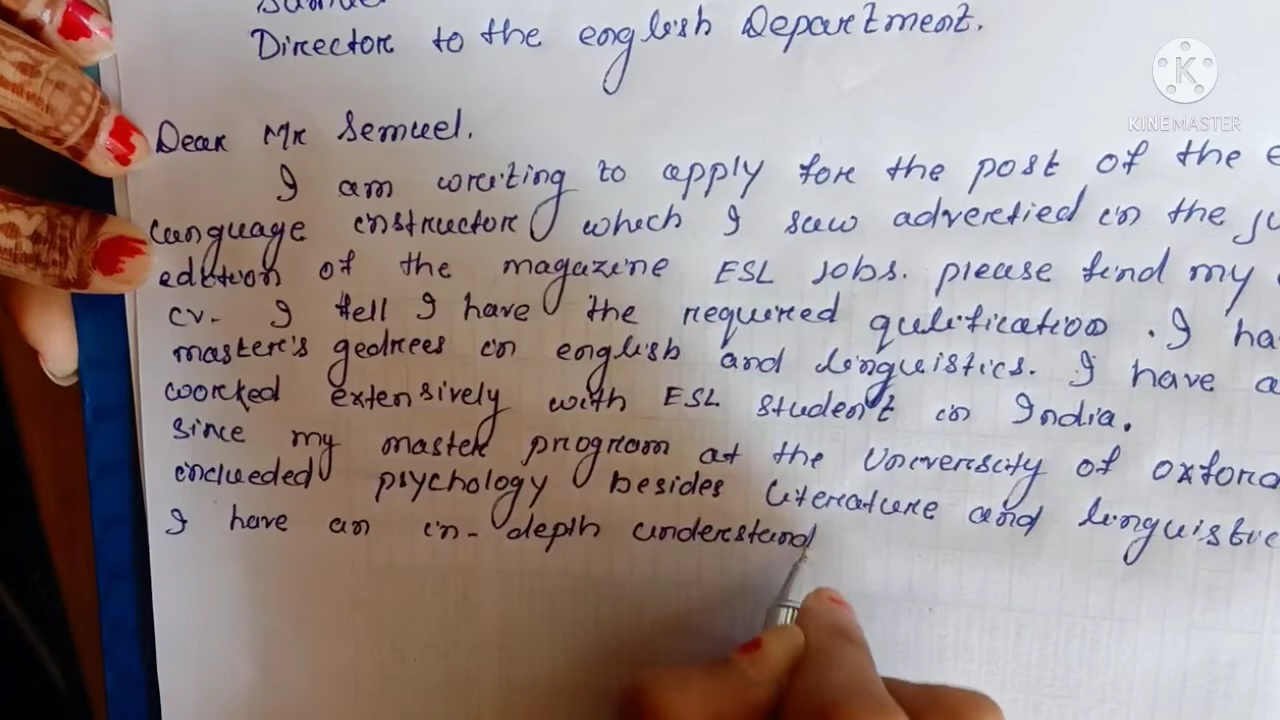 Samuel
Director to the english Department.
KINEMASTER
Dear Mr Semuel.
I am writing to apply for the post of the
language instructor which I saw advertied in the
edition of the magazine ESL Jobs. please find my
cv. I fell I have the required qulification. I
master's gedrees in english and linguistics. I have
worked extensively with ESL student in India.
since my master program at the University of oxford
inclueded psychology besides literature and linguistic
I have an in-depth understand